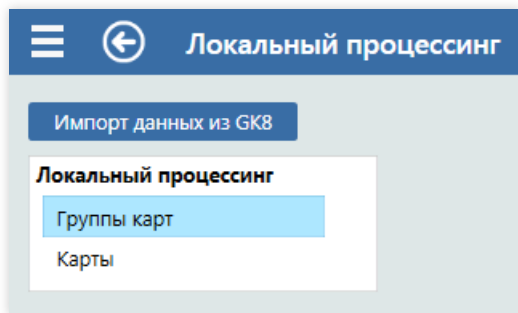 Локальный процессинг
Импорт данных из GK8
Локальный процессинг
Группы карт
Карты